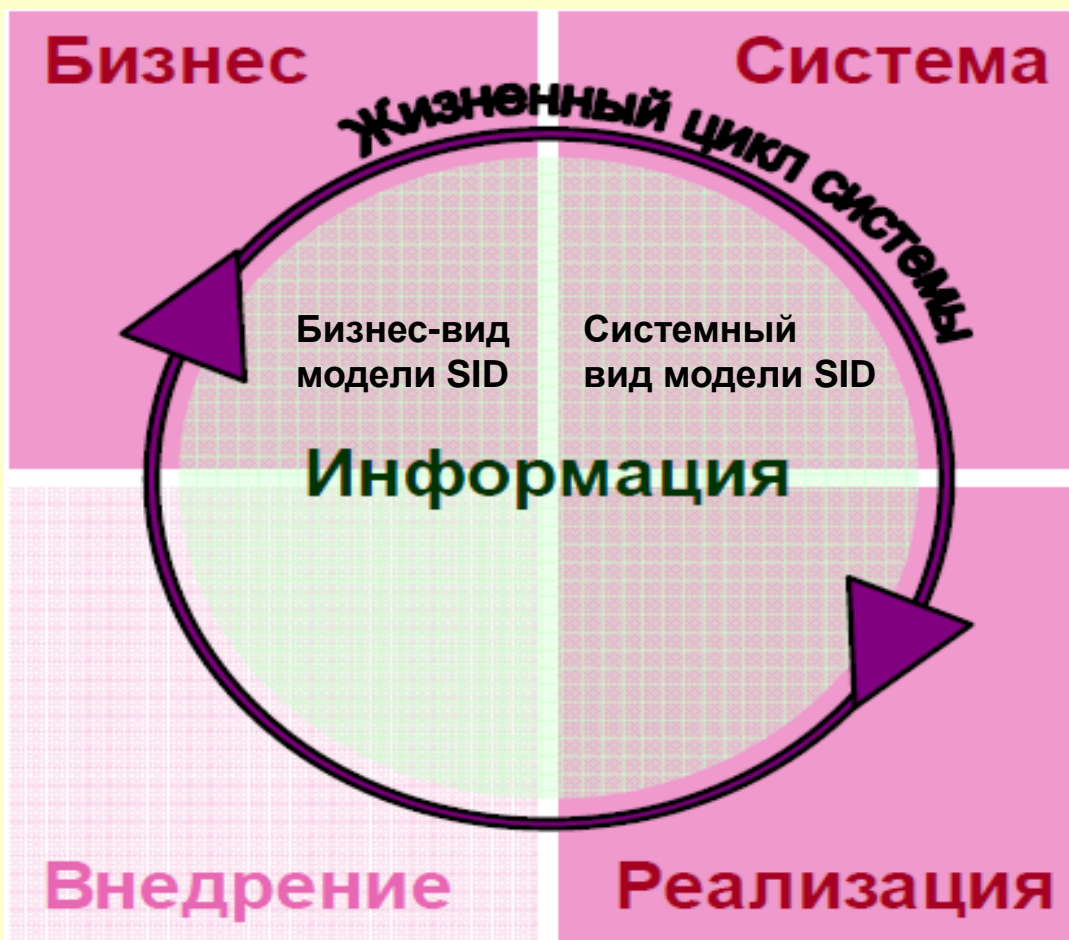 Бизнес
Система
Жизненный цикл системы
Бизнес-вид
модели SID
Системный
вид модели SID
Информация
Внедрение
Реализация